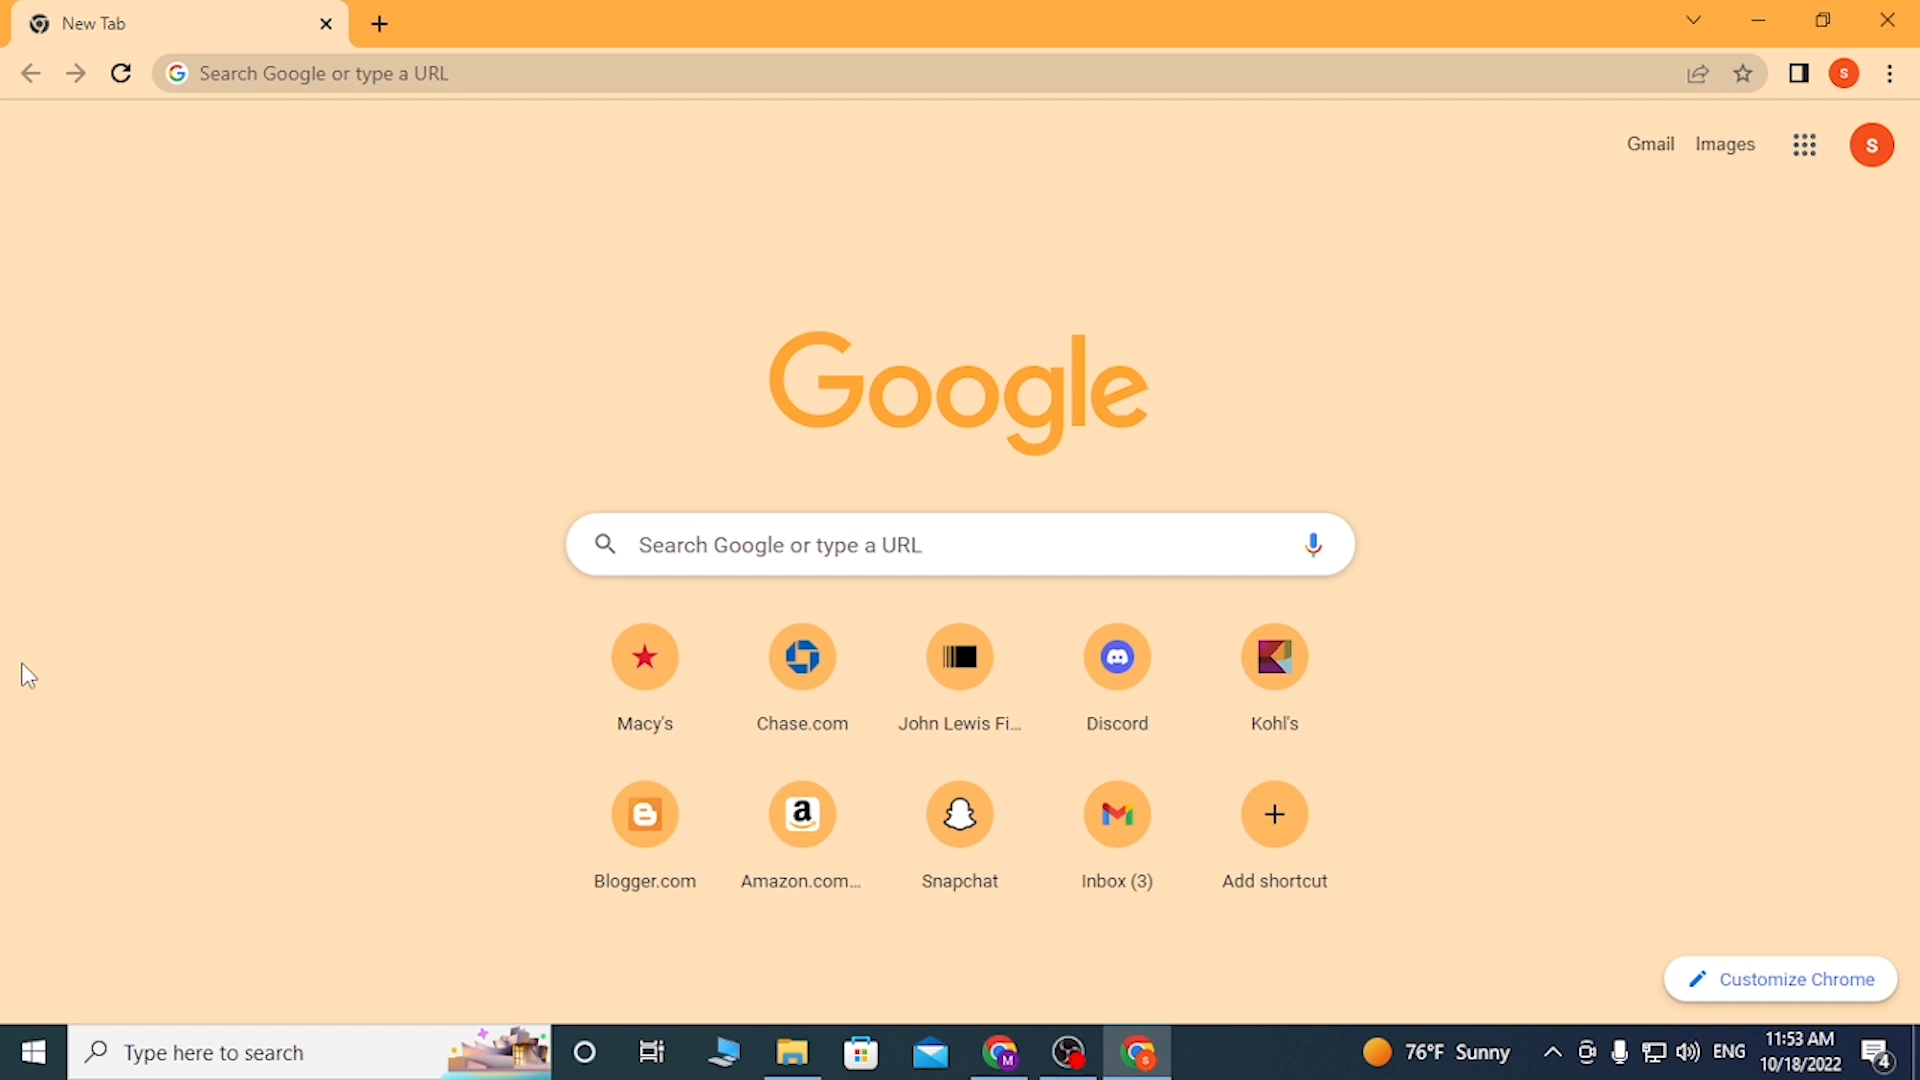 New Tab
Search Google or type a URL
S
Gmail Images
S
Google
Search Google or type a URL
Macy's
Chase.com
John Lewis Fi...
Discord
Kohl's
Blogger.com
Amazon.com...
Snapchat
Inbox (3)
Add shortcut
Customize Chrome
Type here to search
M
S
76°F Sunny
ENG
11:53 AM
10/18/2022
4